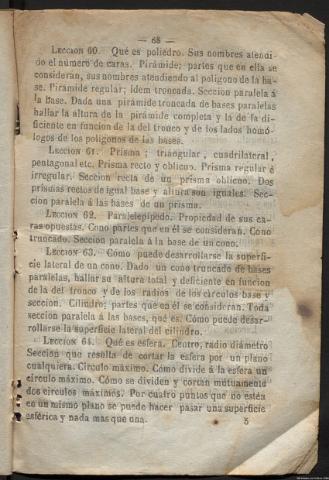 — 68 —
LECCION 60. Qué es poliedro. Sus nombres atendi-
do el número de caras. Pirámide; partes que en ella se
consideran, sus nombres atendiendo al polígono de la ba-
se. Piramide regular; idem troncada. Seccion paralela á
la Base. Dada una pirámide troncada de bases paralelas
hallar la altura de la pirámide completa y la de la di-
ficiente en funcion de la del tronco y de los lados homó-
logos de los polígonos de las bases.
LECCION 61. Prisma; triangular, cuadrilateral,
pentagonal etc. Prisma recto y oblicuo. Prisma regular é
irregular. Seccion recta de un prisma oblicuo. Dos
prismas rectos de igual base y altura son iguales. Sec-
cion paralela á las bases de un prisma.
LECCION 62. Paralelepípedo. Propiedad de sus ca-
ras opuestas. Cono partes que en él se consideran. Cono
truncado. Seccion paralela á la base de un cono.
LECCION 63. Cómo puede desarrollarse la superfi-
cie lateral de un cono. Dado un cono truncado de bases
paralelas, hallar su altura total y deficiente en funcion
de la del tronco y de los radios de los círculos base y
seccion. Cilindro; partes que en él se consideran. Toda
seccion paralela á las bases, qué es. Cómo puede desar-
rollarse la superficie lateral del cilindro.
LECCION 64. Qué es esfera. Centro, radio diámetro
Seccion que resulta de cortar la esfera por un plano
cualquiera. Círculo máximo. Cómo divide á la esfera un
círculo máximo. Cómo se dividen y cortan mútuamente
dos círculos máximos. Por cuatro puntos que no estén
en un mismo plano se puede hacer pasar una superficie
esférica y nada mas que una.
5